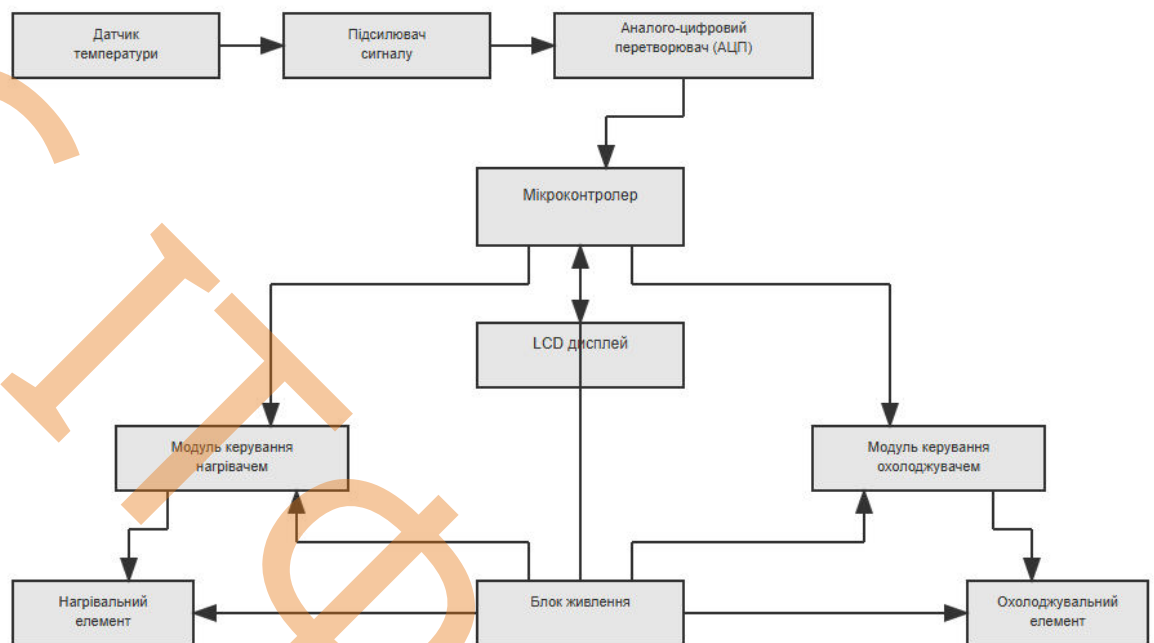 Датчик
температури
Підсилювач
сигналу
Аналого-цифровий
перетворювач (АЦП)
Мікроконтролер
LCD дисплей
Модуль керування
нагрівачем
Модуль керування
охолоджувачем
Нагрівальний
елемент
Блок живлення
Охолоджувальний
елемент